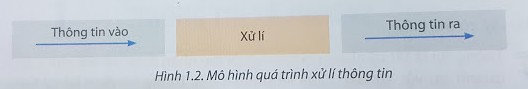 Thông tin vào
Xử lí
Thông tin ra
Hình 1.2. Mô hình quá trình xử lí thông tin